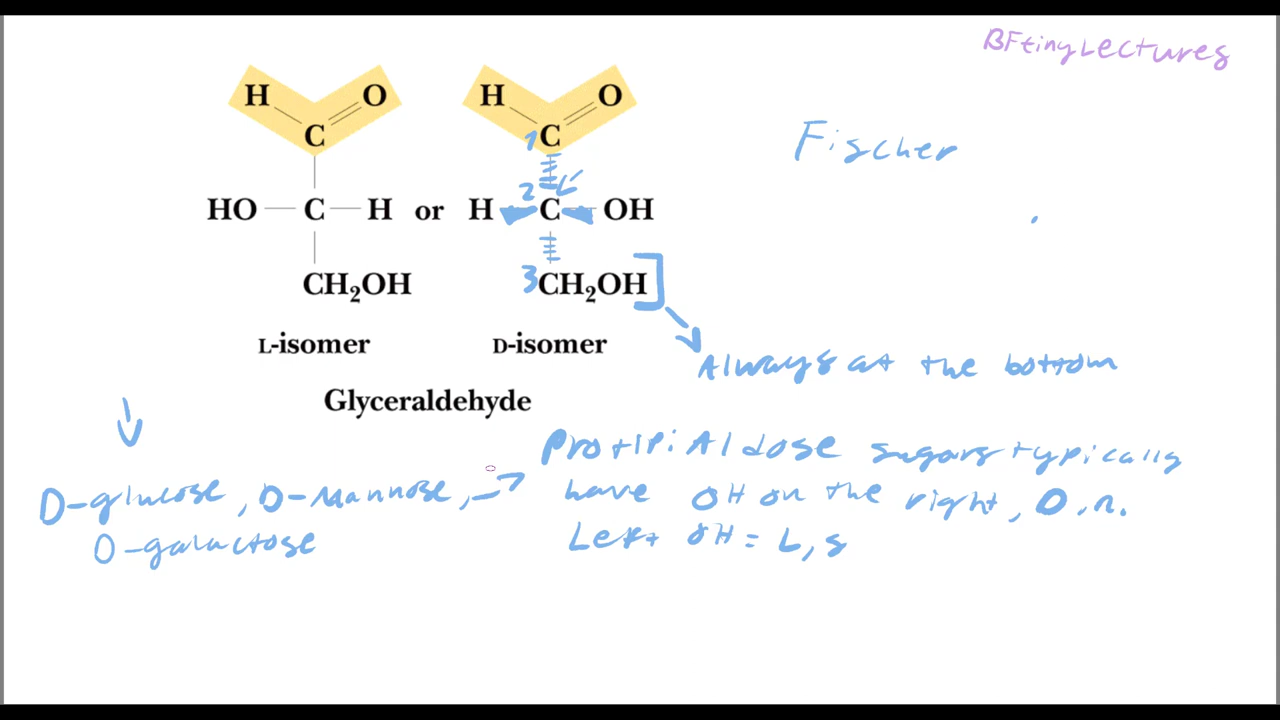 BFtinyLectures
H O H O
C 1 C
Fischer
2
HO C H or H C OH
CH₂OH 3 CH₂OH
L-isomer D-isomer
Always at the bottom
Glyceraldehyde
Aldose sugars typically
D-glucose, D-Mannose, → have OH on the right, D, r.
D-galactose Left OH = L, s